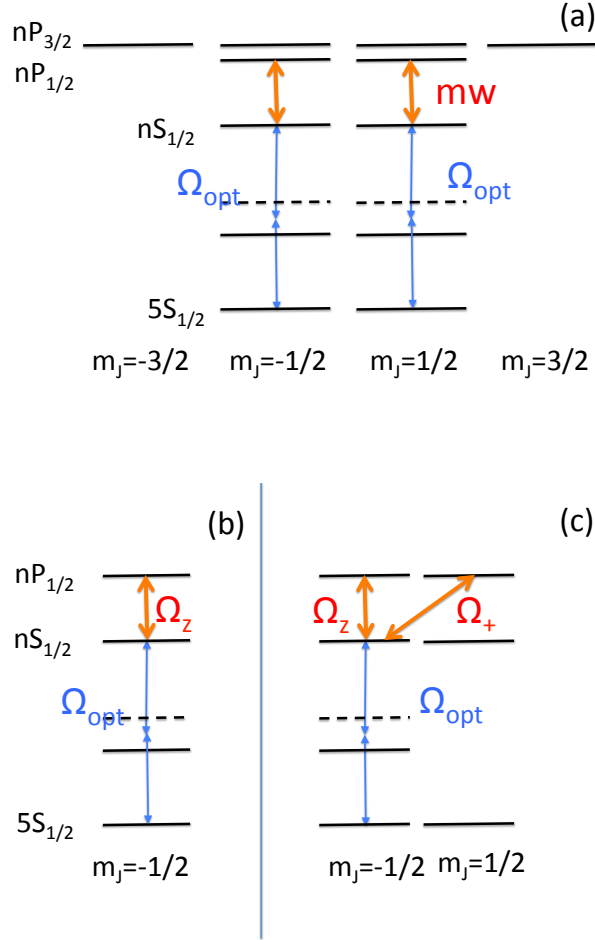 (a)
nP3/2
nP1/2
mw
nS1/2
Ωopt Ωopt
5S1/2
mJ=-3/2 mJ=-1/2 mJ=1/2 mJ=3/2
(b) (c)
nP1/2
Ωz Ωz Ω+
nS1/2
Ωopt Ωopt
5S1/2
mJ=-1/2 mJ=-1/2 mJ=1/2